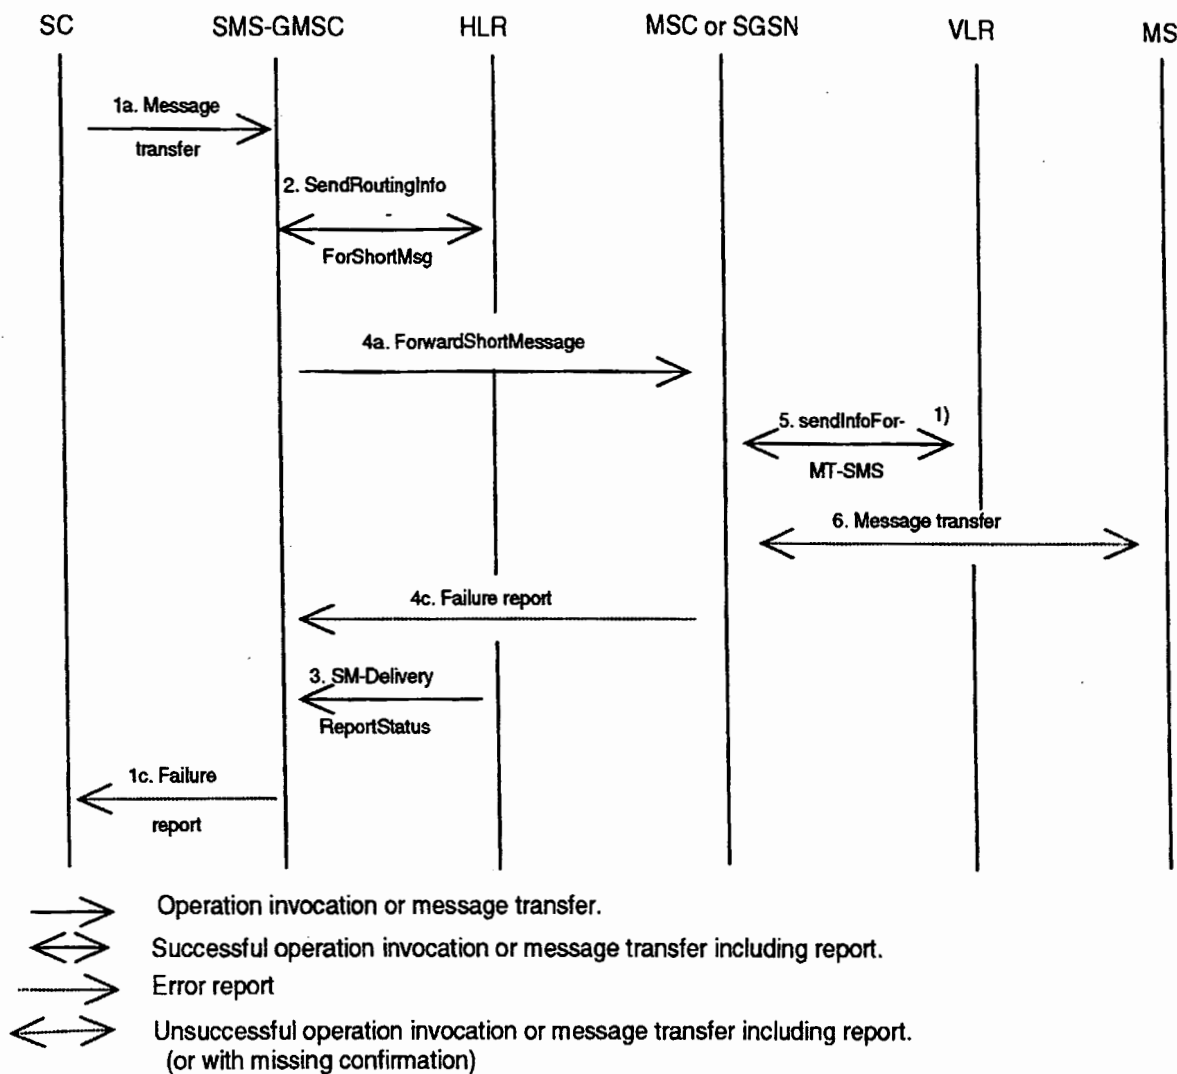 SC SMS-GMSC HLR MSC or SGSN VLR MS
1a. Message
transfer
2. SendRoutingInfo
-
ForShortMsg
4a. ForwardShortMessage
5. sendInfoFor- 1)
MT-SMS
6. Message transfer
4c. Failure report
3. SM-Delivery
ReportStatus
1c. Failure
report
Operation invocation or message transfer.
Successful operation invocation or message transfer including report.
Error report
Unsuccessful operation invocation or message transfer including report.
(or with missing confirmation)